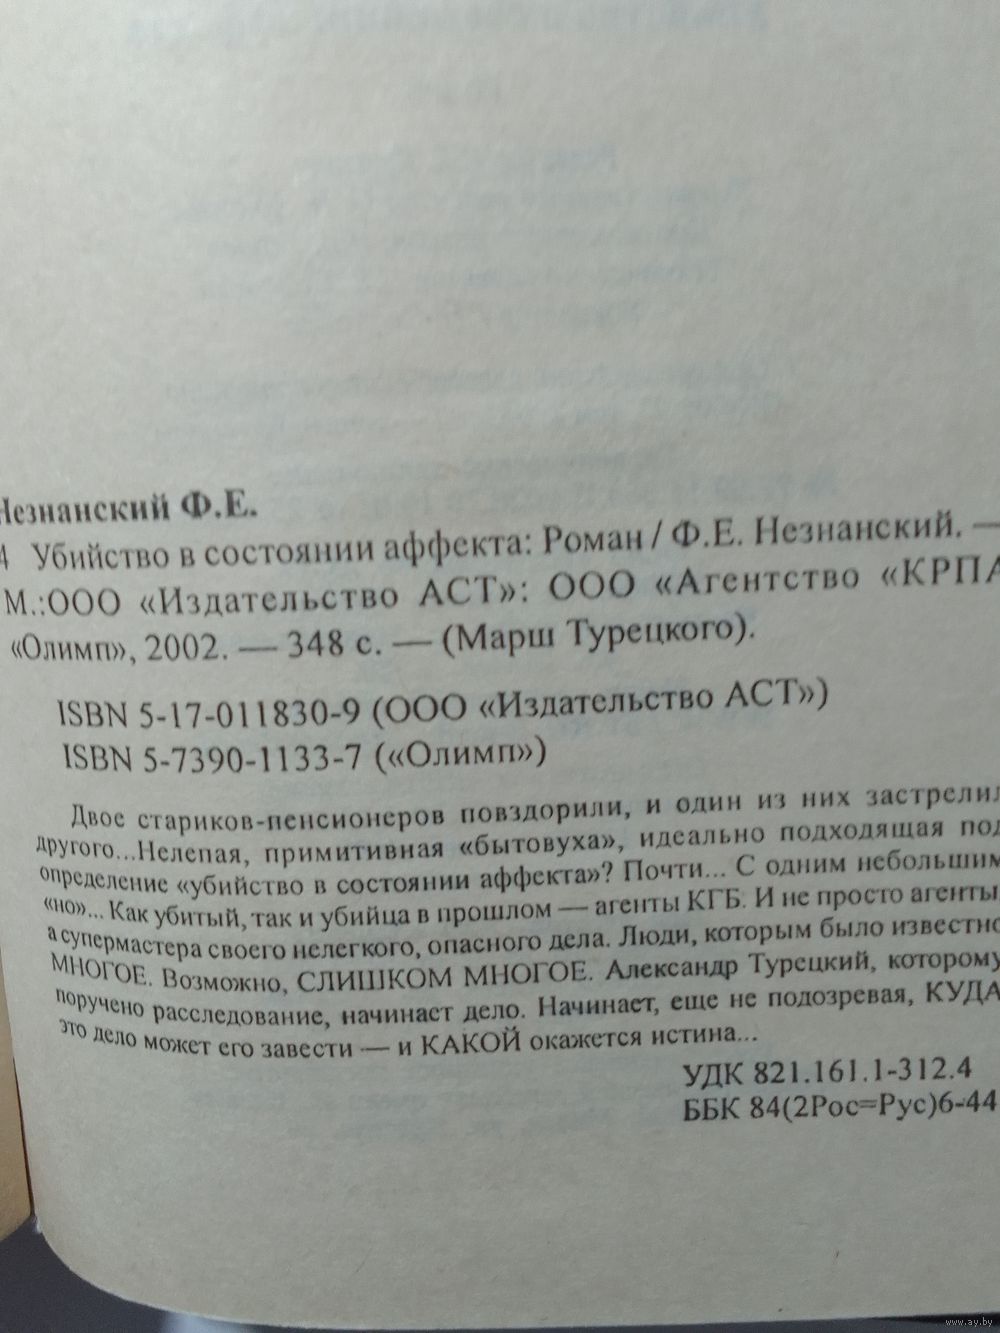 Незнанский Ф.Е.
4 Убийство в состоянии аффекта: Роман / Ф.Е. Незнанский. —
М.:ООО «Издательство АСТ»: ООО «Агентство «КРПА
«Олимп», 2002. — 348 с. — (Марш Турецкого).
ISBN 5-17-011830-9 (ООО «Издательство АСТ»)
ISBN 5-7390-1133-7 («Олимп»)
Двое стариков-пенсионеров повздорили, и один из них застрелил
другого...Нелепая, примитивная «бытовуха», идеально подходящая под
определение «убийство в состоянии аффекта»? Почти... С одним небольшим
«но»... Как убитый, так и убийца в прошлом — агенты КГБ. И не просто агенты,
а супермастера своего нелегкого, опасного дела. Люди, которым было известно
МНОГОЕ. Возможно, СЛИШКОМ МНОГОЕ. Александр Турецкий, которому
поручено расследование, начинает дело. Начинает, еще не подозревая, КУДА
это дело может его завести — и КАКОЙ окажется истина...
УДК 821.161.1-312.4
ББК 84(2Рос=Рус)6-44
www.ay.by